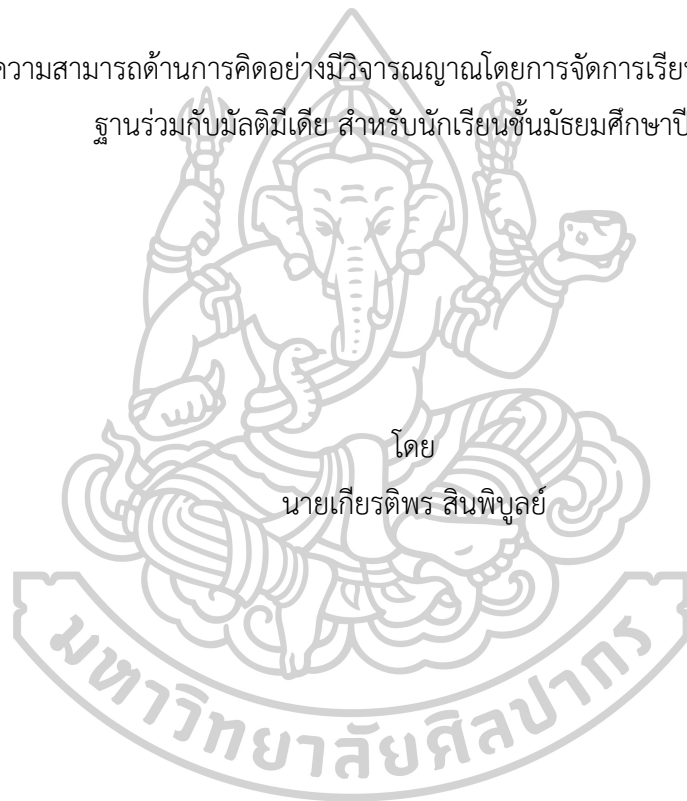 ความสามารถด้านการคิดอย่างมีวิจารณญาณโดยการจัดการเรียน
ฐานร่วมกับมัลติมีเดีย สำหรับนักเรียนชั้นมัธยมศึกษาปี
โดย
นายเกียรติพร สินพิบูลย์
มหาวิทยาลัยศิลปากร